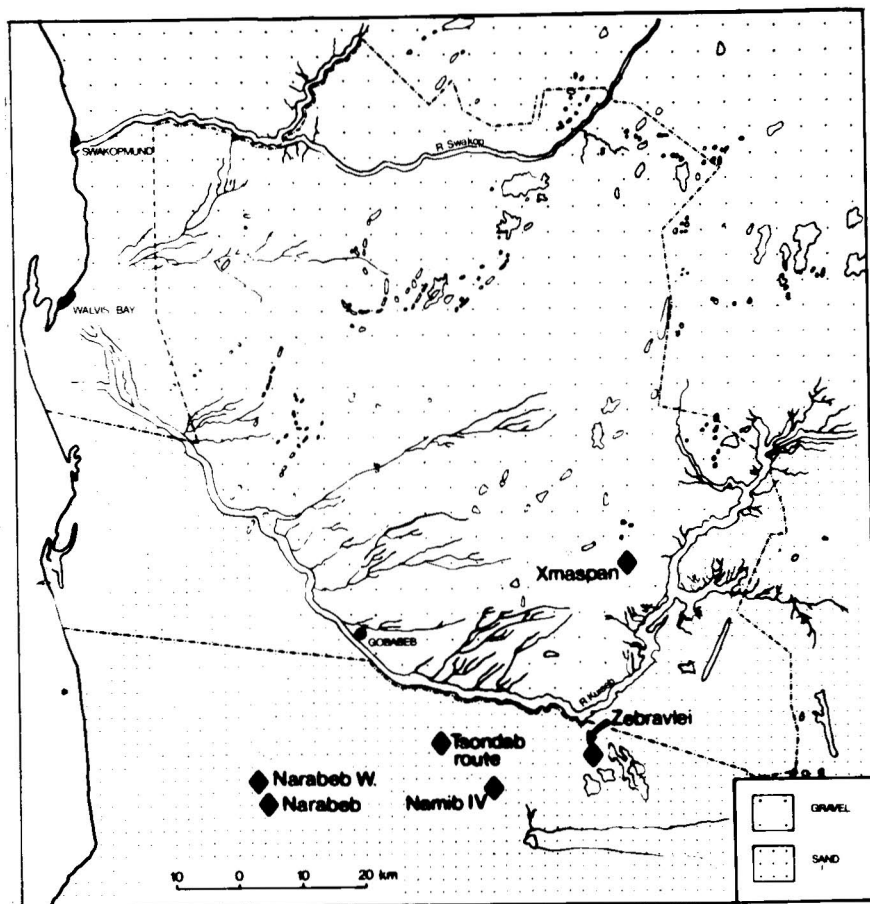 SWAKOPMUND
R Swakop
WALVIS BAY
Xmaspan
GOBABEB
R Kuiseb
Zebravlei
Tsondab
route
Narabeb W.
Narabeb
Namib IV
GRAVEL
SAND
10 0 10 20 km